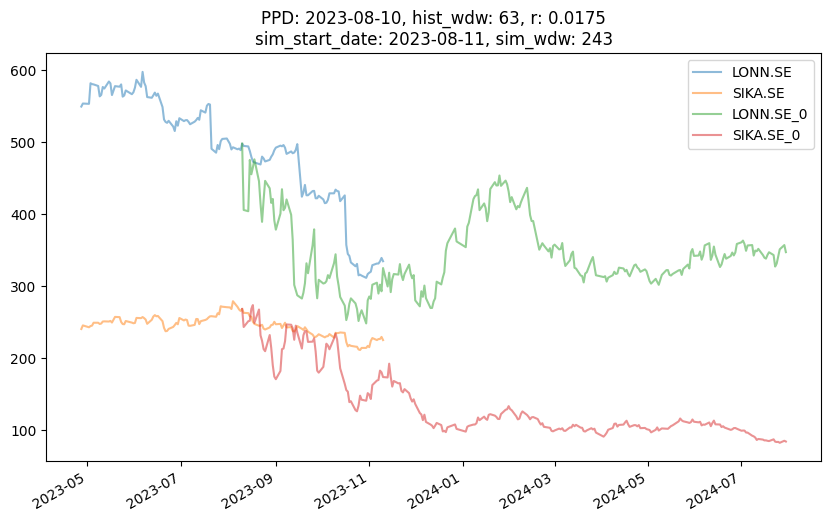 PPD: 2023-08-10, hist_wdw: 63, r: 0.0175
sim_start_date: 2023-08-11, sim_wdw: 243
LONN.SE
SIKA.SE
LONN.SE_0
SIKA.SE_0
600
500
400
300
200
100
2023-05
2023-07
2023-09
2023-11
2024-01
2024-03
2024-05
2024-07